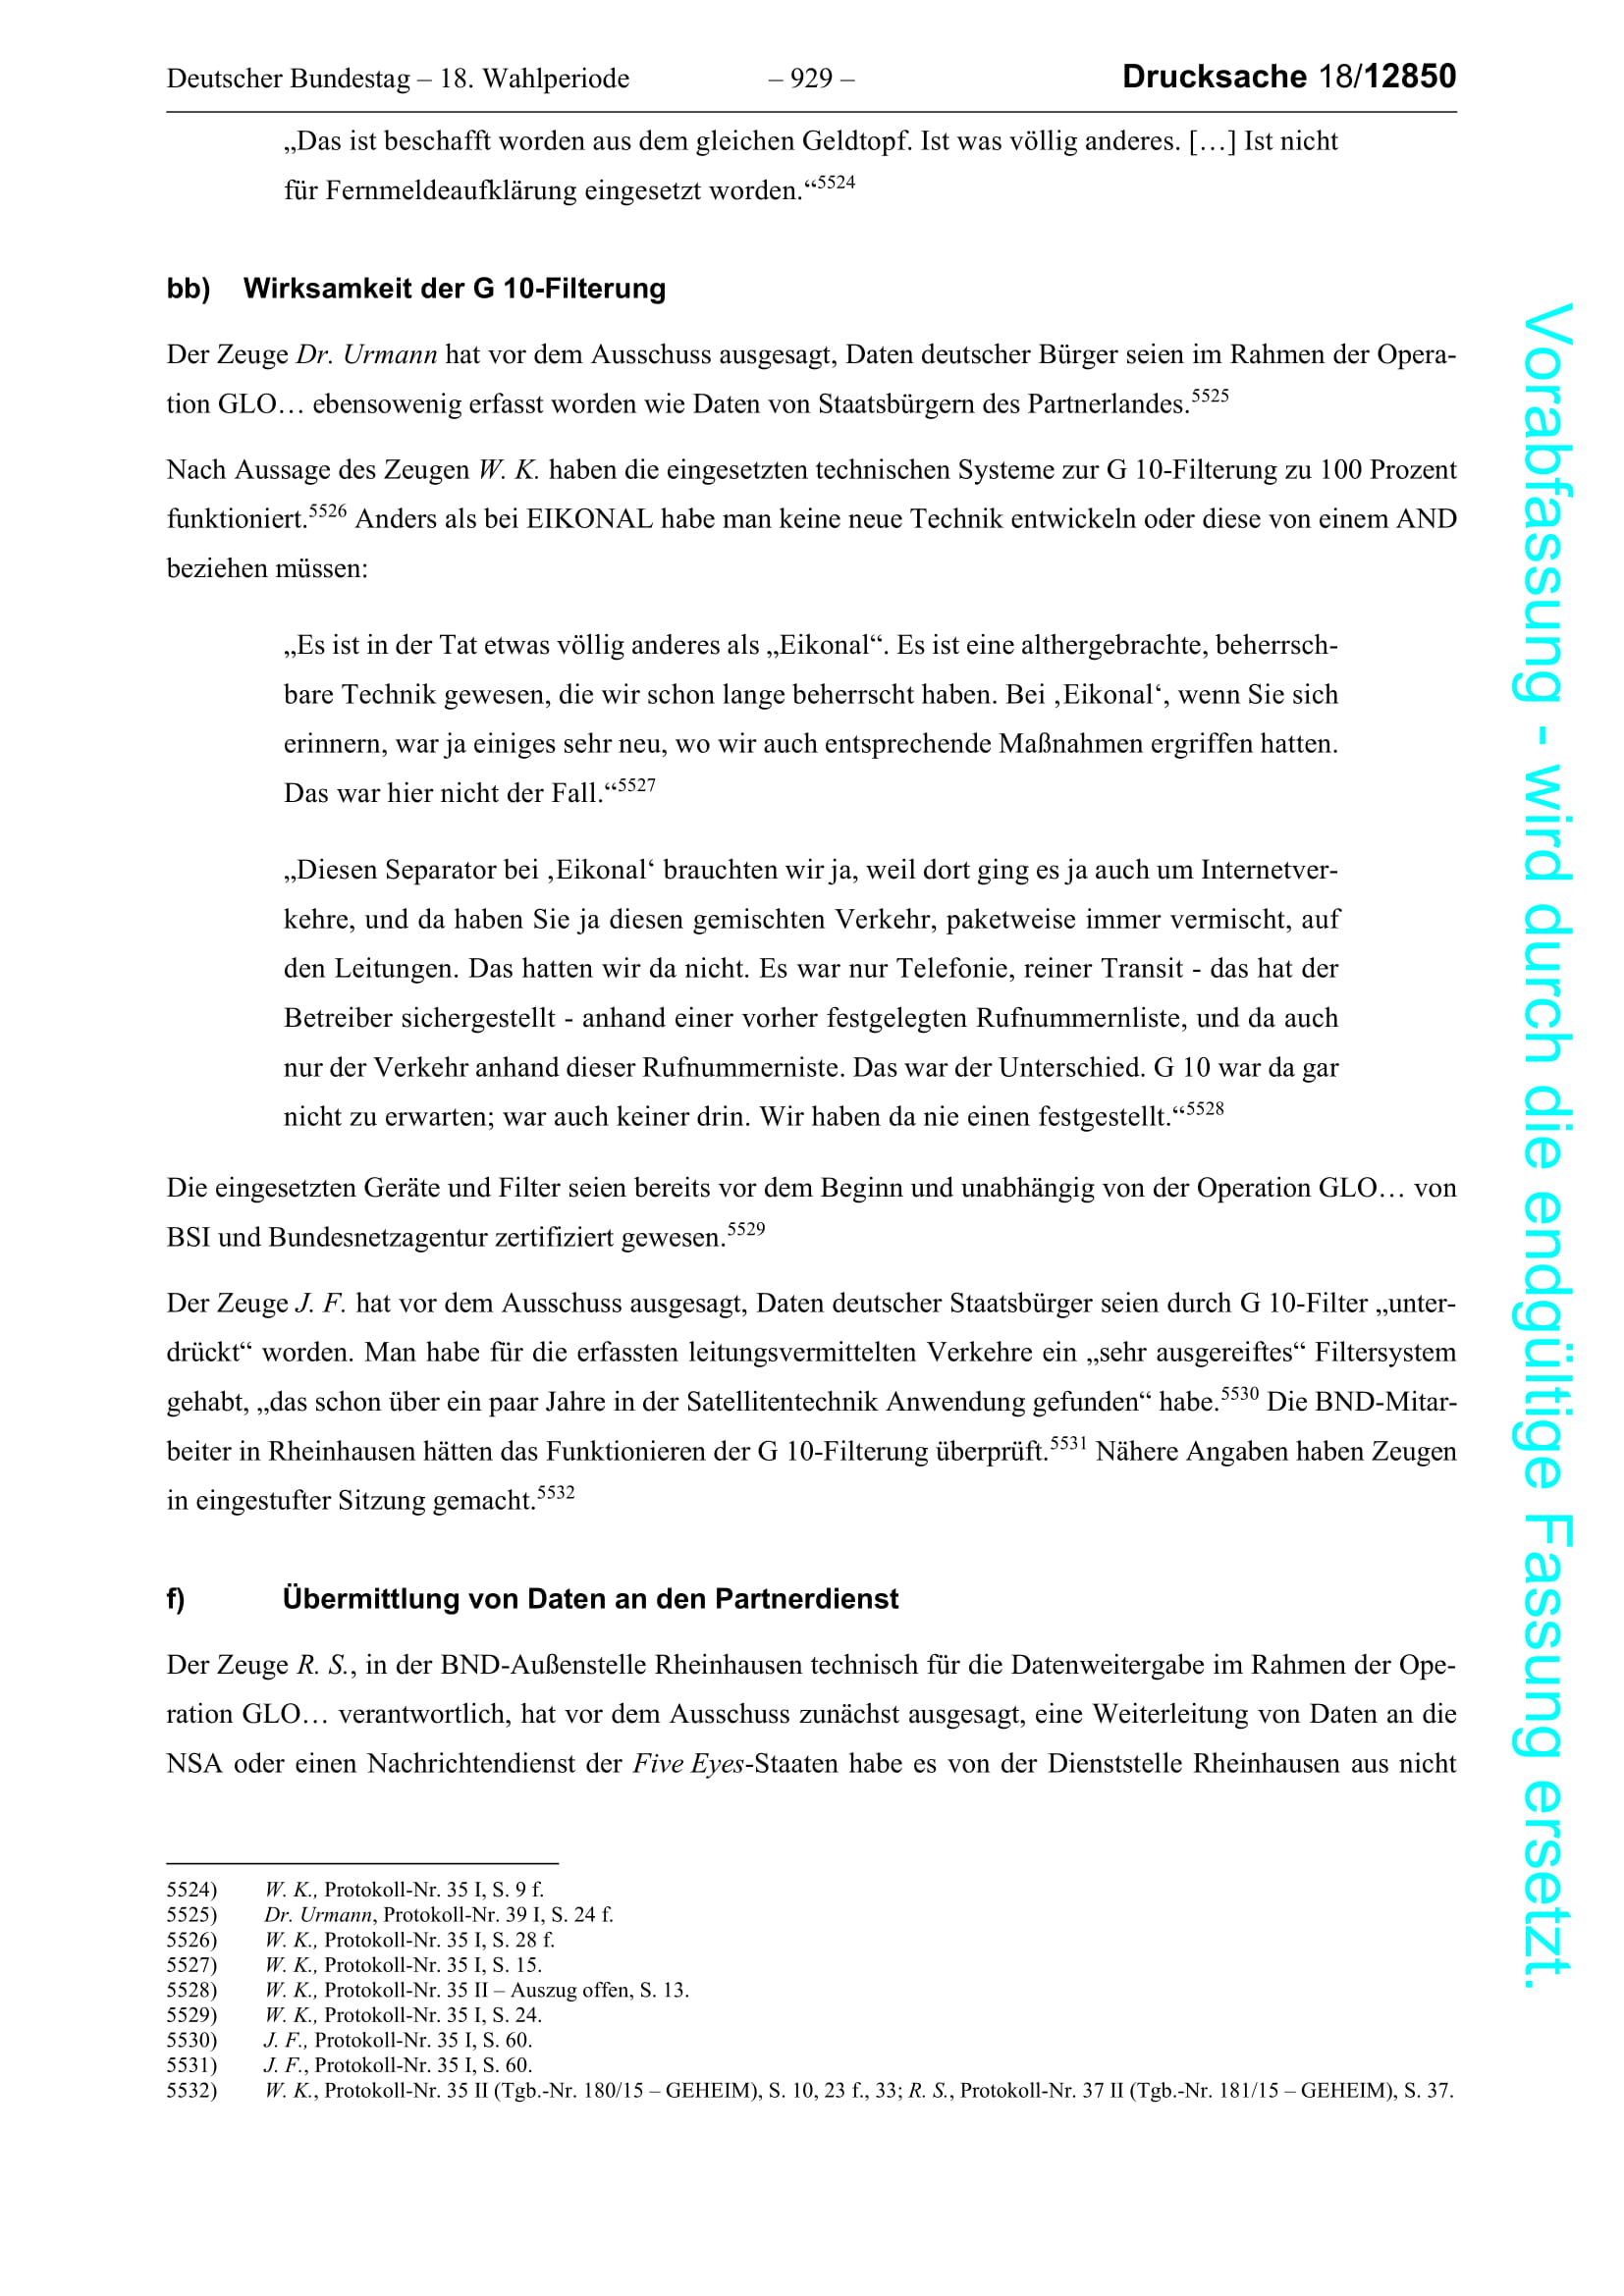 Deutscher Bundestag – 18. Wahlperiode – 929 – Drucksache 18/12850
„Das ist beschafft worden aus dem gleichen Geldtopf. Ist was völlig anderes. […] Ist nicht
für Fernmeldeaufklärung eingesetzt worden.“5524
bb) Wirksamkeit der G 10-Filterung
Der Zeuge Dr. Urmann hat vor dem Ausschuss ausgesagt, Daten deutscher Bürger seien im Rahmen der Opera-
tion GLO… ebensowenig erfasst worden wie Daten von Staatsbürgern des Partnerlandes.5525
Nach Aussage des Zeugen W. K. haben die eingesetzten technischen Systeme zur G 10-Filterung zu 100 Prozent
funktioniert.5526 Anders als bei EIKONAL habe man keine neue Technik entwickeln oder diese von einem AND
beziehen müssen:
„Es ist in der Tat etwas völlig anderes als „Eikonal“. Es ist eine althergebrachte, beherrsch-
bare Technik gewesen, die wir schon lange beherrscht haben. Bei ‚Eikonal‘, wenn Sie sich
erinnern, war ja einiges sehr neu, wo wir auch entsprechende Maßnahmen ergriffen hatten.
Das war hier nicht der Fall.“5527
„Diesen Separator bei ‚Eikonal‘ brauchten wir ja, weil dort ging es ja auch um Internetver-
kehre, und da haben Sie ja diesen gemischten Verkehr, paketweise immer vermischt, auf
den Leitungen. Das hatten wir da nicht. Es war nur Telefonie, reiner Transit - das hat der
Betreiber sichergestellt - anhand einer vorher festgelegten Rufnummernliste, und da auch
nur der Verkehr anhand dieser Rufnummerniste. Das war der Unterschied. G 10 war da gar
nicht zu erwarten; war auch keiner drin. Wir haben da nie einen festgestellt.“5528
Die eingesetzten Geräte und Filter seien bereits vor dem Beginn und unabhängig von der Operation GLO… von
BSI und Bundesnetzagentur zertifiziert gewesen.5529
Der Zeuge J. F. hat vor dem Ausschuss ausgesagt, Daten deutscher Staatsbürger seien durch G 10-Filter „unter-
drückt“ worden. Man habe für die erfassten leitungsvermittelten Verkehre ein „sehr ausgereiftes“ Filtersystem
gehabt, „das schon über ein paar Jahre in der Satellitentechnik Anwendung gefunden“ habe.5530 Die BND-Mitar-
beiter in Rheinhausen hätten das Funktionieren der G 10-Filterung überprüft.5531 Nähere Angaben haben Zeugen
in eingestufter Sitzung gemacht.5532
f) Übermittlung von Daten an den Partnerdienst
Der Zeuge R. S., in der BND-Außenstelle Rheinhausen technisch für die Datenweitergabe im Rahmen der Ope-
ration GLO… verantwortlich, hat vor dem Ausschuss zunächst ausgesagt, eine Weiterleitung von Daten an die
NSA oder einen Nachrichtendienst der Five Eyes-Staaten habe es von der Dienststelle Rheinhausen aus nicht
5524) W. K., Protokoll-Nr. 35 I, S. 9 f.
5525) Dr. Urmann, Protokoll-Nr. 39 I, S. 24 f.
5526) W. K., Protokoll-Nr. 35 I, S. 28 f.
5527) W. K., Protokoll-Nr. 35 I, S. 15.
5528) W. K., Protokoll-Nr. 35 II – Auszug offen, S. 13.
5529) W. K., Protokoll-Nr. 35 I, S. 24.
5530) J. F., Protokoll-Nr. 35 I, S. 60.
5531) J. F., Protokoll-Nr. 35 I, S. 60.
5532) W. K., Protokoll-Nr. 35 II (Tgb.-Nr. 180/15 – GEHEIM), S. 10, 23 f., 33; R. S., Protokoll-Nr. 37 II (Tgb.-Nr. 181/15 – GEHEIM), S. 37.
Vorabfassung - wird durch die endgültige Fassung ersetzt.